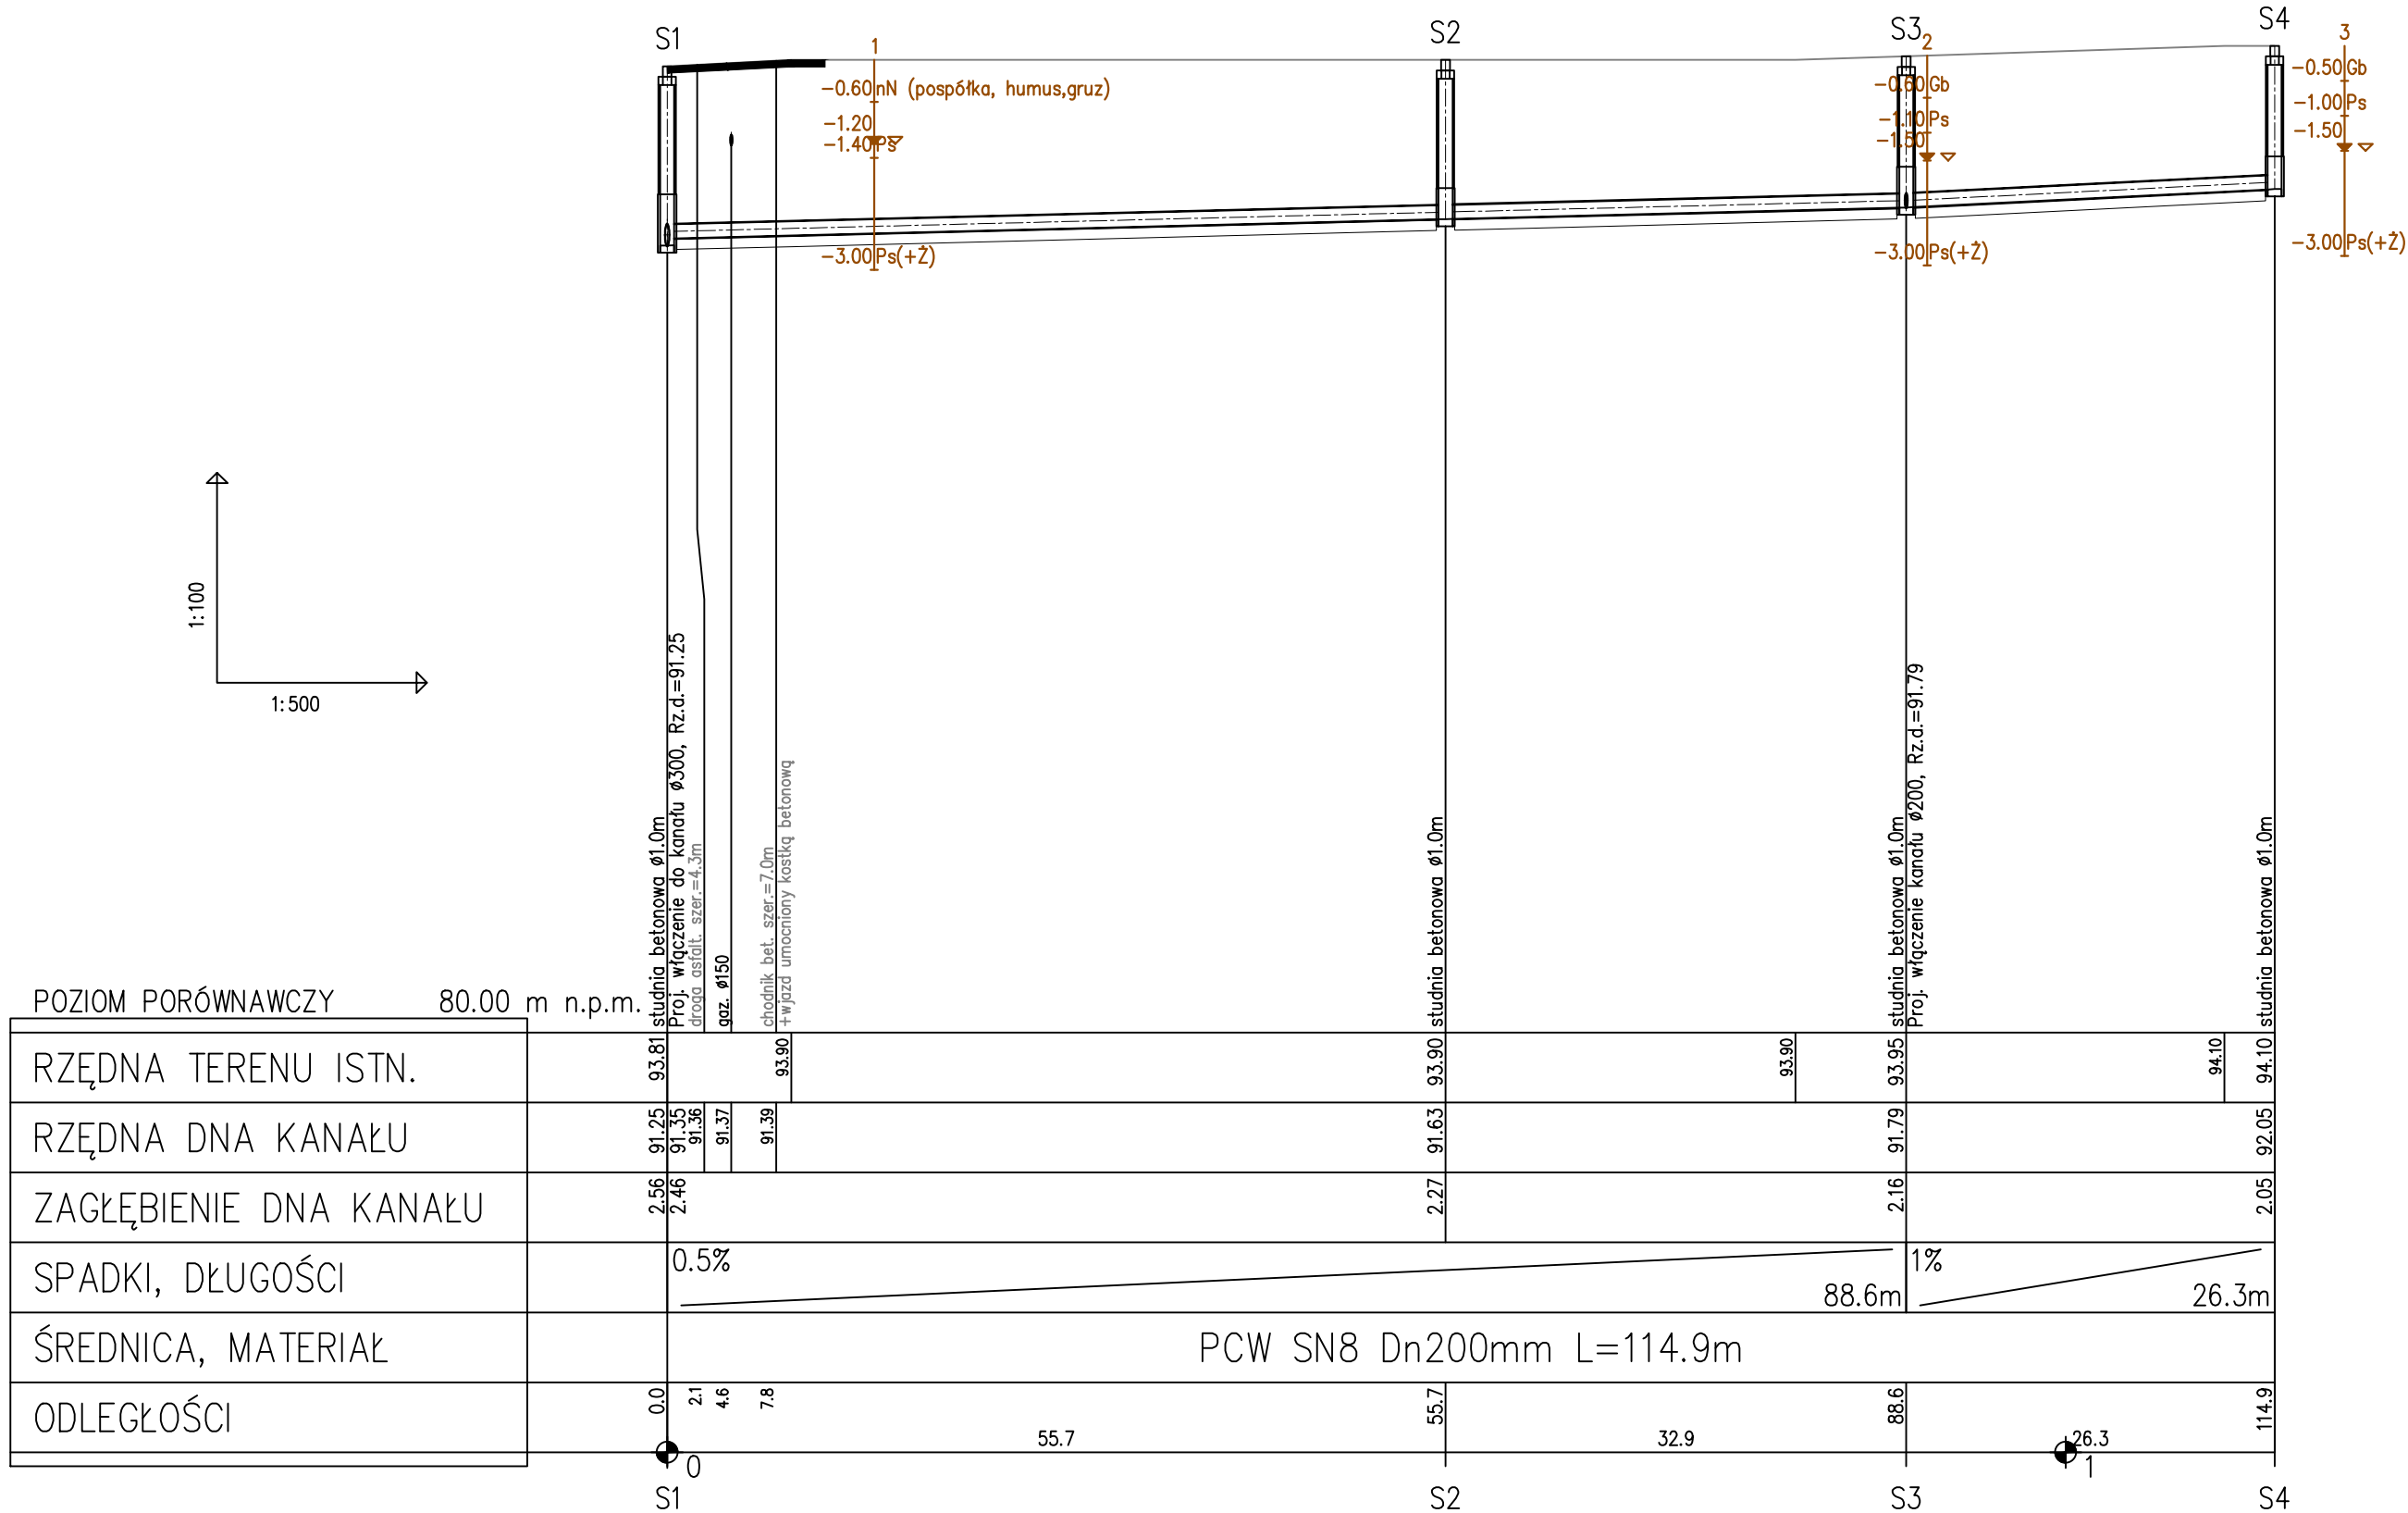 S1
S2
S3
S4
1
-0.60 nN (pospółka, humus,gruz)
-1.20
-1.40 Ps
-3.00 Ps(+Ż)
2
-0.60 Gb
-1.10 Ps
-1.50
-3.00 Ps(+Ż)
3
-0.50 Gb
-1.00 Ps
-1.50
-3.00 Ps(+Ż)
1:100
1:500
studnia betonowa ø1.0m
Proj. włączenie do kanału ø300, Rz.d.=91.25
droga asfalt. szer.=4.3m
gaz. ø150
chodnik bet. szer.=7.0m
+wjazd umocniony kostką betonową
studnia betonowa ø1.0m
studnia betonowa ø1.0m
Proj. włączenie kanału ø200, Rz.d.=91.79
studnia betonowa ø1.0m
POZIOM PORÓWNAWCZY 80.00 m n.p.m.
RZĘDNA TERENU ISTN. 93.81 93.90 93.90 93.90 93.95 94.10 94.10
RZĘDNA DNA KANAŁU 91.25 91.35 91.36 91.37 91.39 91.63 91.79 92.05
ZAGŁĘBIENIE DNA KANAŁU 2.56 2.46 2.27 2.16 2.05
SPADKI, DŁUGOŚCI 0.5% 88.6m 1% 26.3m
ŚREDNICA, MATERIAŁ PCW SN8 Dn200mm L=114.9m
ODLEGŁOŚCI 0.0 2.1 4.6 7.8 55.7 88.6 114.9
55.7 32.9 26.3
0 1
S1 S2 S3 S4